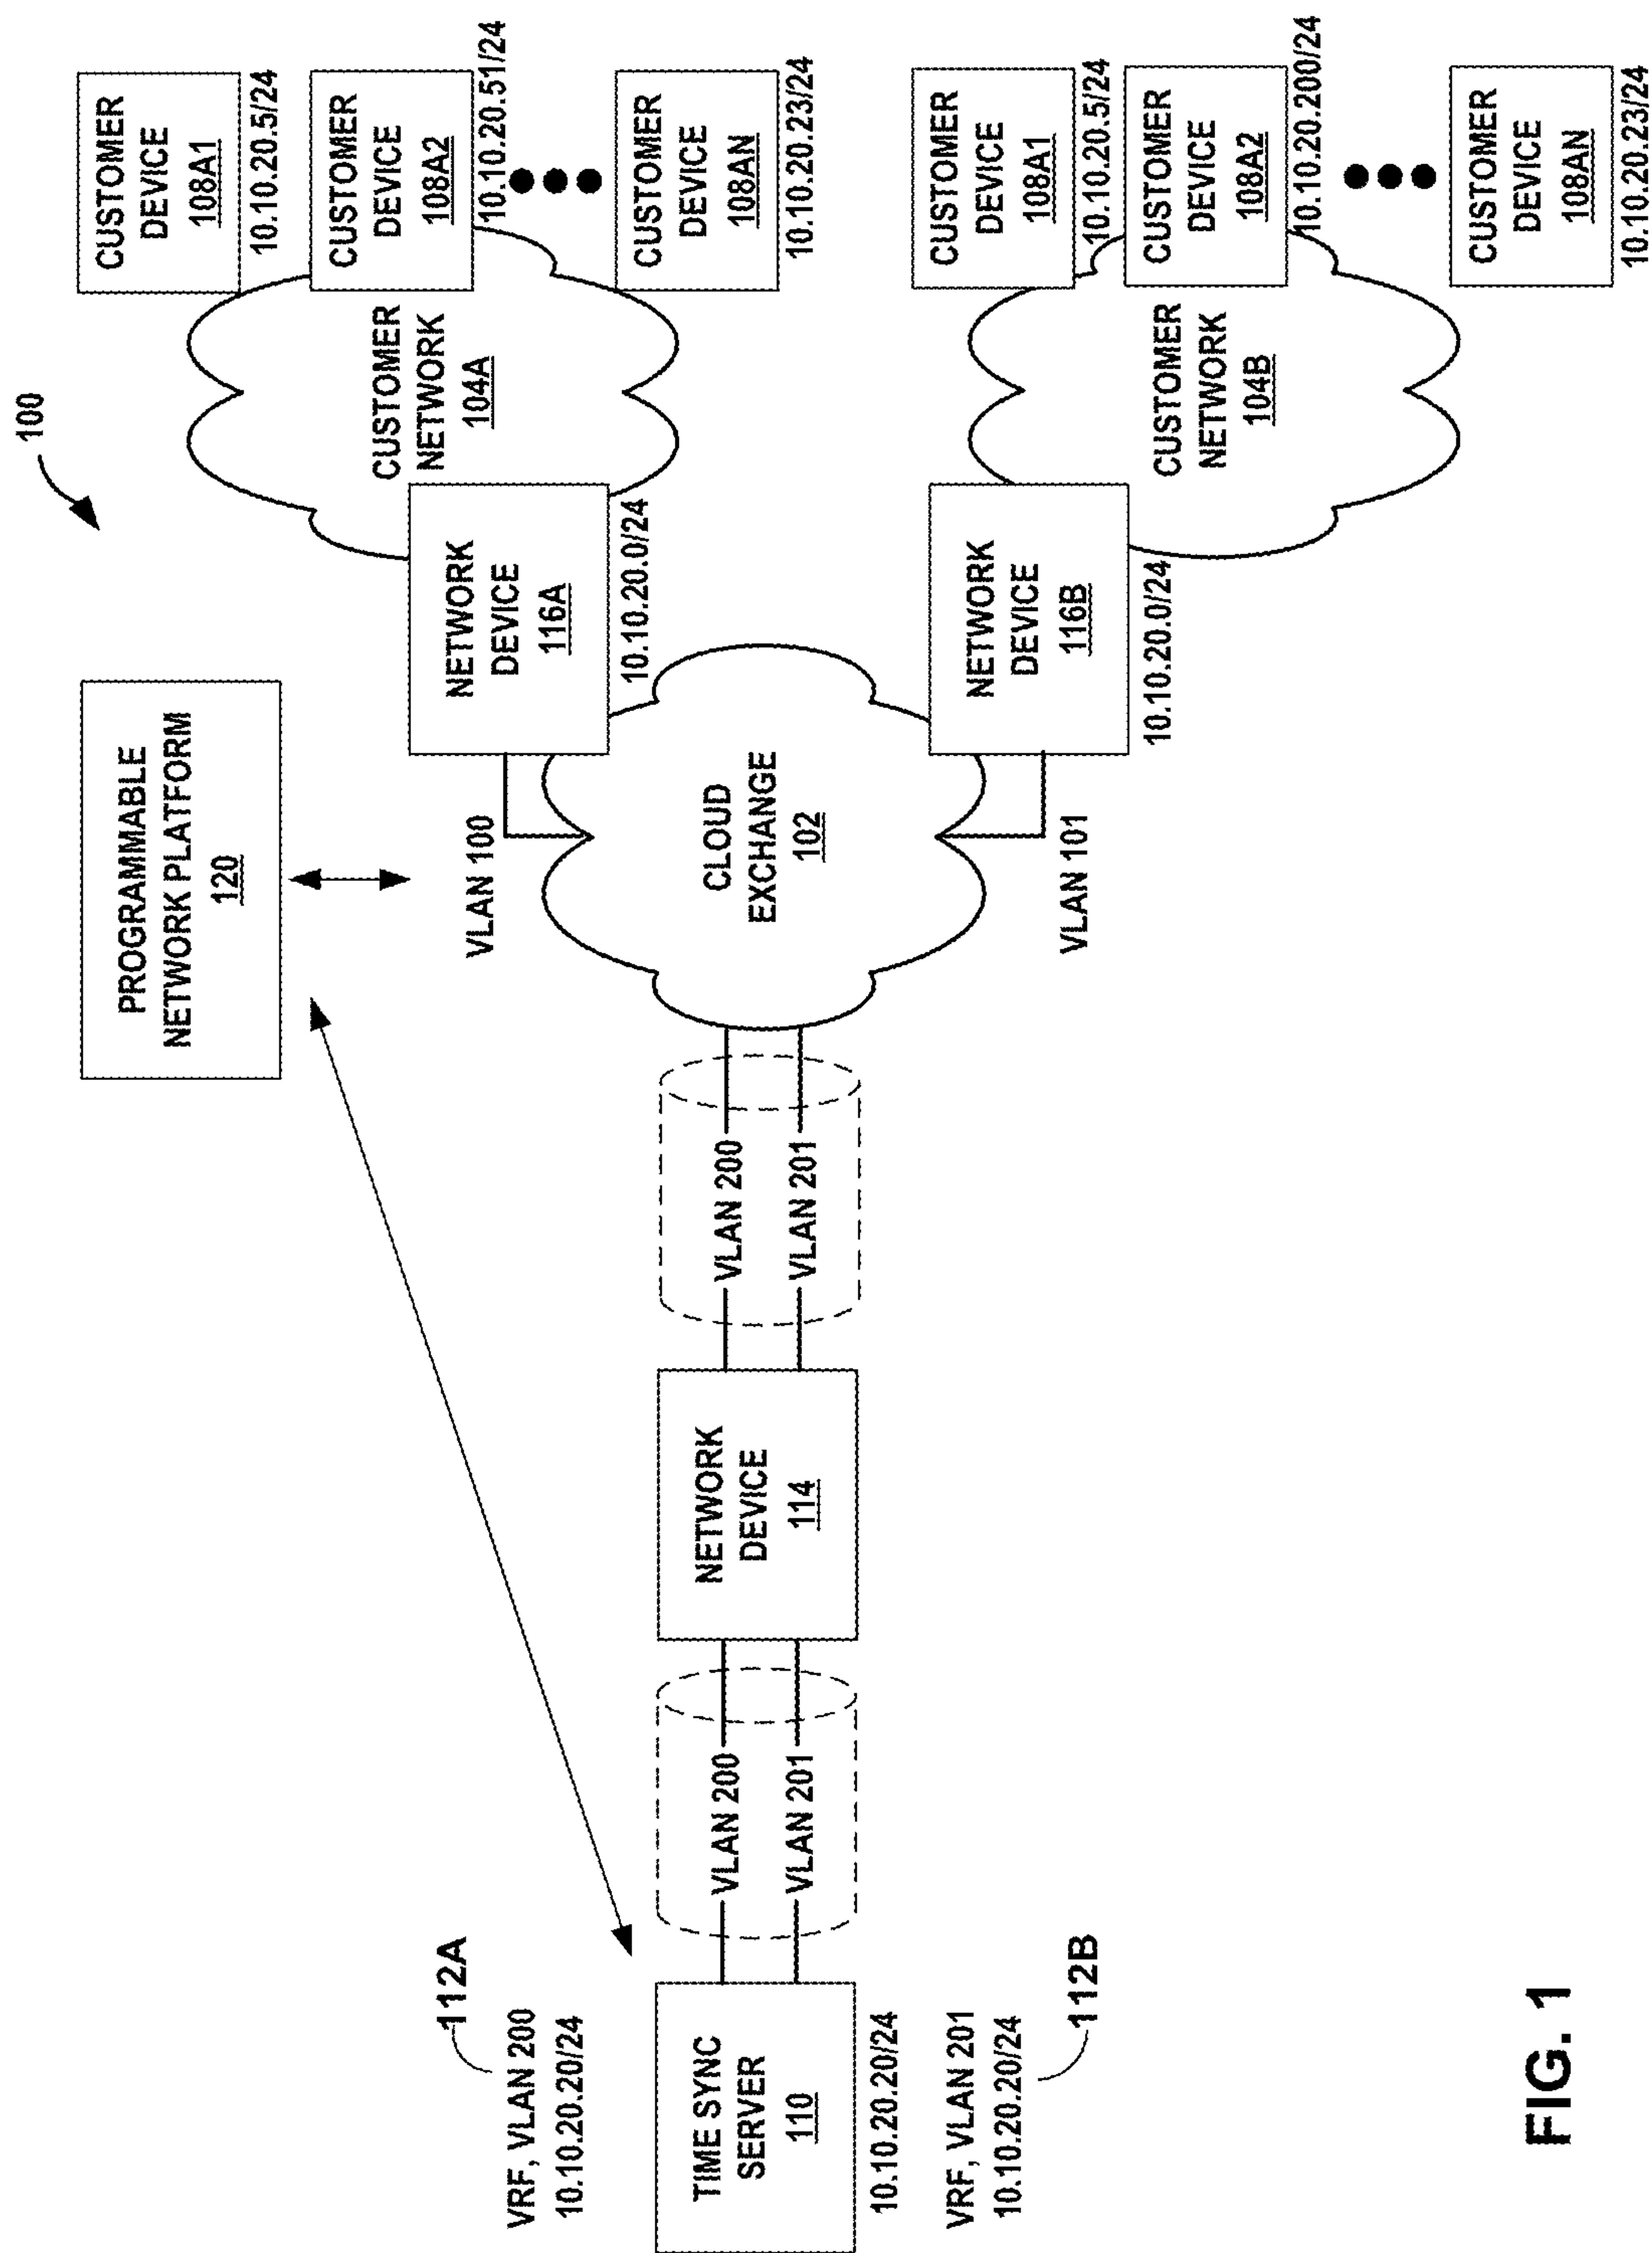 100
PROGRAMMABLE
NETWORK PLATFORM
120
CUSTOMER
DEVICE
108A1
10.10.20.5/24
CUSTOMER
DEVICE
108A2
10.10.20.51/24
CUSTOMER
DEVICE
108AN
10.10.20.23/24
CUSTOMER
NETWORK
104A
NETWORK
DEVICE
116A
10.10.20.0/24
VLAN 100
112A
VRF, VLAN 200
10.10.20.20/24
TIME SYNC
SERVER
110
10.10.20.20/24
VRF, VLAN 201
10.10.20.20/24
112B
VLAN 200
VLAN 201
NETWORK
DEVICE
114
VLAN 200
VLAN 201
CLOUD
EXCHANGE
102
VLAN 101
NETWORK
DEVICE
116B
10.10.20.0/24
CUSTOMER
NETWORK
104B
CUSTOMER
DEVICE
108A1
10.10.20.5/24
CUSTOMER
DEVICE
108A2
10.10.20.200/24
CUSTOMER
DEVICE
108AN
10.10.20.23/24
FIG. 1